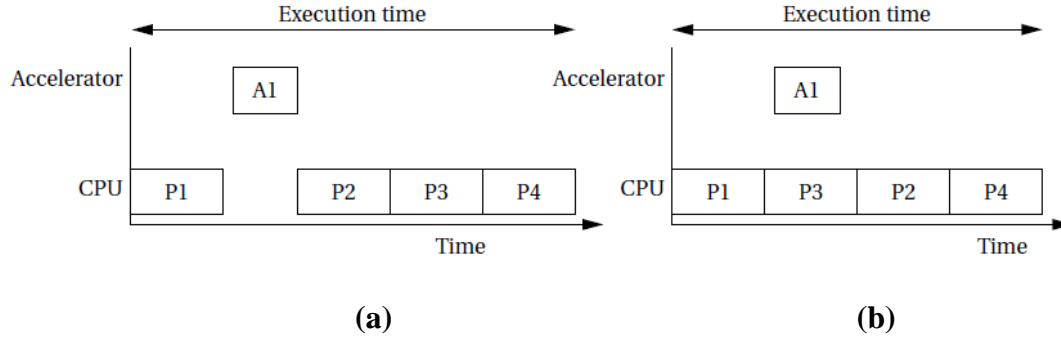 Execution time
Accelerator
A1
CPU
P1
P2
P3
P4
Time
(a)
Execution time
Accelerator
A1
CPU
P1
P3
P2
P4
Time
(b)